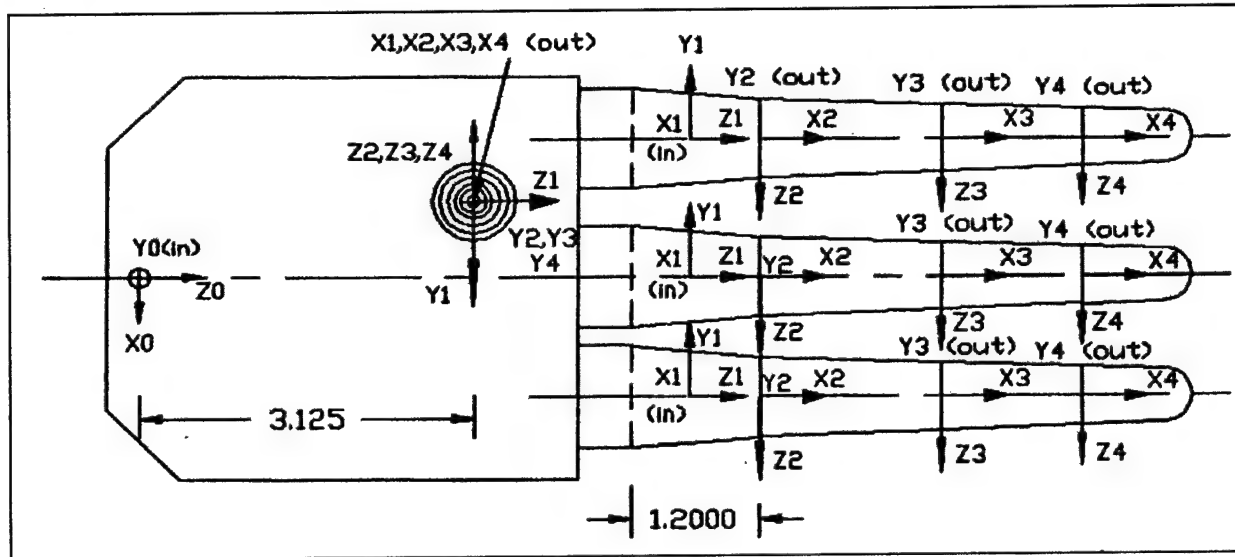 X1,X2,X3,X4 (out)
Y1
Y2 (out)
Y3 (out)
Y4 (out)
X1
(in)
Z1
X2
X3
X4
Z2
Z3
Z4
Z2,Z3,Z4
Z1
Y2,Y3
Y4
Y1
Y0(in)
Z0
X0
Y1
Y3 (out)
Y4 (out)
X1
(in)
Z1
Y2
X2
X3
X4
Z2
Z3
Z4
Y1
Y3 (out)
Y4 (out)
X1
(in)
Z1
Y2
X2
X3
X4
Z2
Z3
Z4
3.125
1.2000